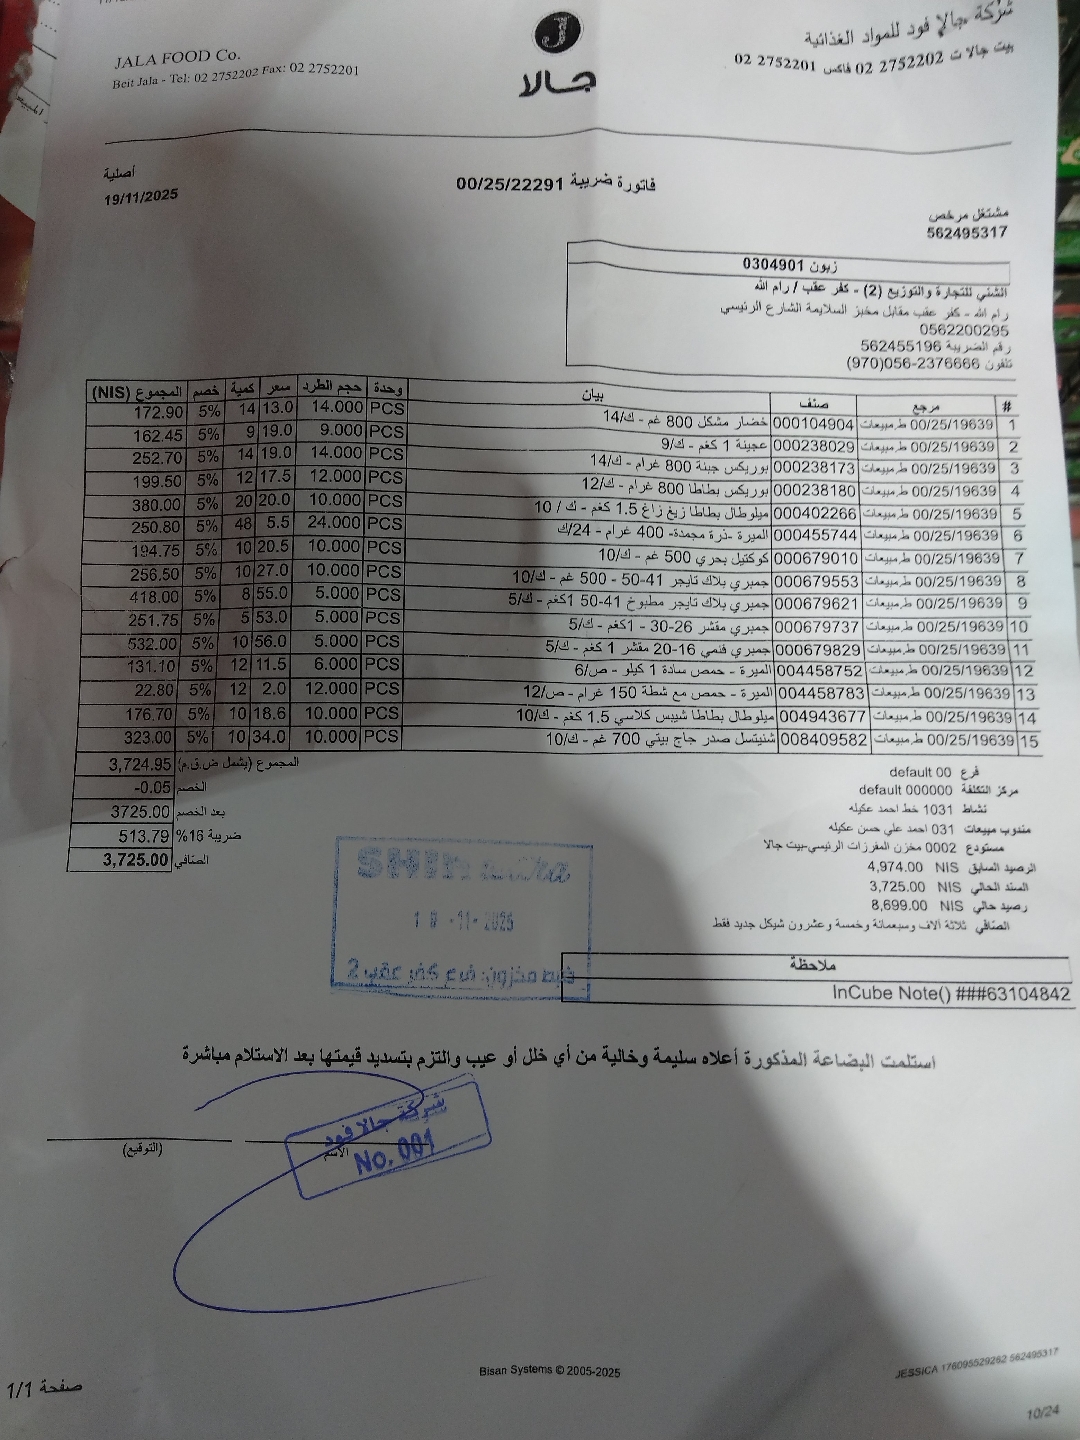 شركة جالا فود للمواد الغذائية
بيت جالا ت 02 2752202 فاكس 02 2752201
جالا
JALA FOOD Co.
Beit Jala - Tel: 02 2752202 Fax: 02 2752201
أصلية
19/11/2025
فاتورة ضريبة 00/25/22291
مشتغل مرخص
562495317
زبون 0304901
الشني للتجارة والتوزيع (2) - كفر عقب / رام الله
رام الله - كفر عقب مقابل مخبز السلايمة الشارع الرئيسي
0562200295
رقم الضريبة 562455196
تلفون 056-2376666(970)
# مرجع صنف بيان وحدة حجم الطرد سعر كمية خصم المجموع (NIS)
1 00/25/19639 ط.مبيعات 000104904 خضار مشكل 800 غم - ك/14 PCS 14.000 13.0 14 5% 172.90
2 00/25/19639 ط.مبيعات 000238029 عجينة 1 كغم - ك/9 PCS 9.000 19.0 9 5% 162.45
3 00/25/19639 ط.مبيعات 000238173 بوريكس جبنة 800 غرام - ك/14 PCS 14.000 19.0 14 5% 252.70
4 00/25/19639 ط.مبيعات 000238180 بوريكس بطاطا 800 غرام - ك/12 PCS 12.000 17.5 12 5% 199.50
5 00/25/19639 ط.مبيعات 000402266 ميلوطال بطاطا زيغ زاغ 1.5 كغم - ك / 10 PCS 10.000 20.0 20 5% 380.00
6 00/25/19639 ط.مبيعات 000455744 الميرة -ذرة مجمدة- 400 غرام - 24/ك PCS 24.000 5.5 48 5% 250.80
7 00/25/19639 ط.مبيعات 000679010 كوكتيل بحري 500 غم - ك/10 PCS 10.000 20.5 10 5% 194.75
8 00/25/19639 ط.مبيعات 000679553 جمبري بلاك تايجر 41-50 - 500 غم - ك/10 PCS 10.000 27.0 10 5% 256.50
9 00/25/19639 ط.مبيعات 000679621 جمبري بلاك تايجر مطبوخ 41-50 1كغم - ك/5 PCS 5.000 55.0 8 5% 418.00
10 00/25/19639 ط.مبيعات 000679737 جمبري مقشر 26-30 - 1كغم - ك/5 PCS 5.000 53.0 5 5% 251.75
11 00/25/19639 ط.مبيعات 000679829 جمبري فنمي 16-20 مقشر 1 كغم - ك/5 PCS 5.000 56.0 10 5% 532.00
12 00/25/19639 ط.مبيعات 004458752 الميرة - حمص سادة 1 كيلو - ص/6 PCS 6.000 11.5 12 5% 131.10
13 00/25/19639 ط.مبيعات 004458783 الميرة - حمص مع شطة 150 غرام - ص/12 PCS 12.000 2.0 12 5% 22.80
14 00/25/19639 ط.مبيعات 004943677 ميلوطال بطاطا شيبس كلاسي 1.5 كغم - ك/10 PCS 10.000 18.6 10 5% 176.70
15 00/25/19639 ط.مبيعات 008409582 شنيتسل صدر جاج بيتي 700 غم - ك/10 PCS 10.000 34.0 10 5% 323.00
المجموع (يشمل ض.ق.م) 3,724.95
الخصم -0.05
بعد الخصم 3725.00
ضريبة 16% 513.79
الصّافي 3,725.00
فرع 00 default
مركز التكلفة 000000 default
نشاط 1031 خط احمد عكيله
مندوب مبيعات 031 احمد علي حسن عكيله
مستودع 0002 مخزن المفرزات الرئيسي-بيت جالا
الرصيد السابق NIS 4,974.00
السند الحالي NIS 3,725.00
رصيد حالي NIS 8,699.00
الصّافي ثلاثة آلاف وسبعمائة وخمسة وعشرون شيكل جديد فقط
-11-2025
مخزون: فرع كفر عقب 2
ملاحظة
InCube Note() ###63104842
استلمت البضاعة المذكورة أعلاه سليمة وخالية من أي خلل أو عيب والتزم بتسديد قيمتها بعد الاستلام مباشرة
شركة جالا فود
No. 001
الأسم
(التوقيع)
Bisan Systems © 2005-2025
JESSICA 176095529262 562495317
صفحة 1/1
10/24